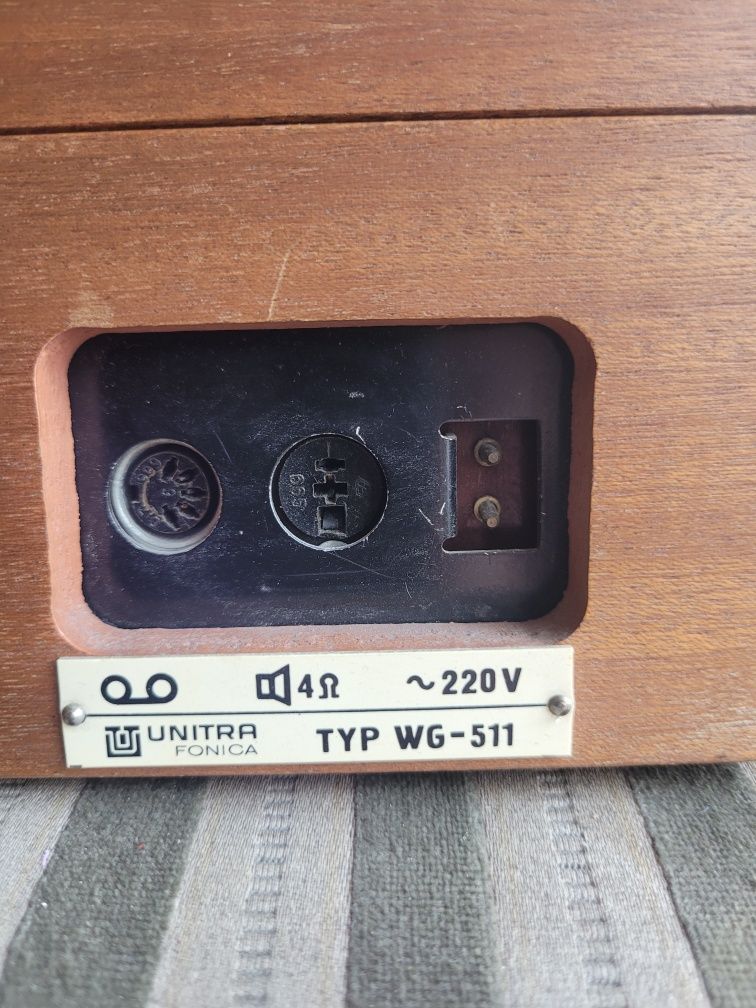 4Ω
~220V
UNITRA
FONICA
TYP WG-511